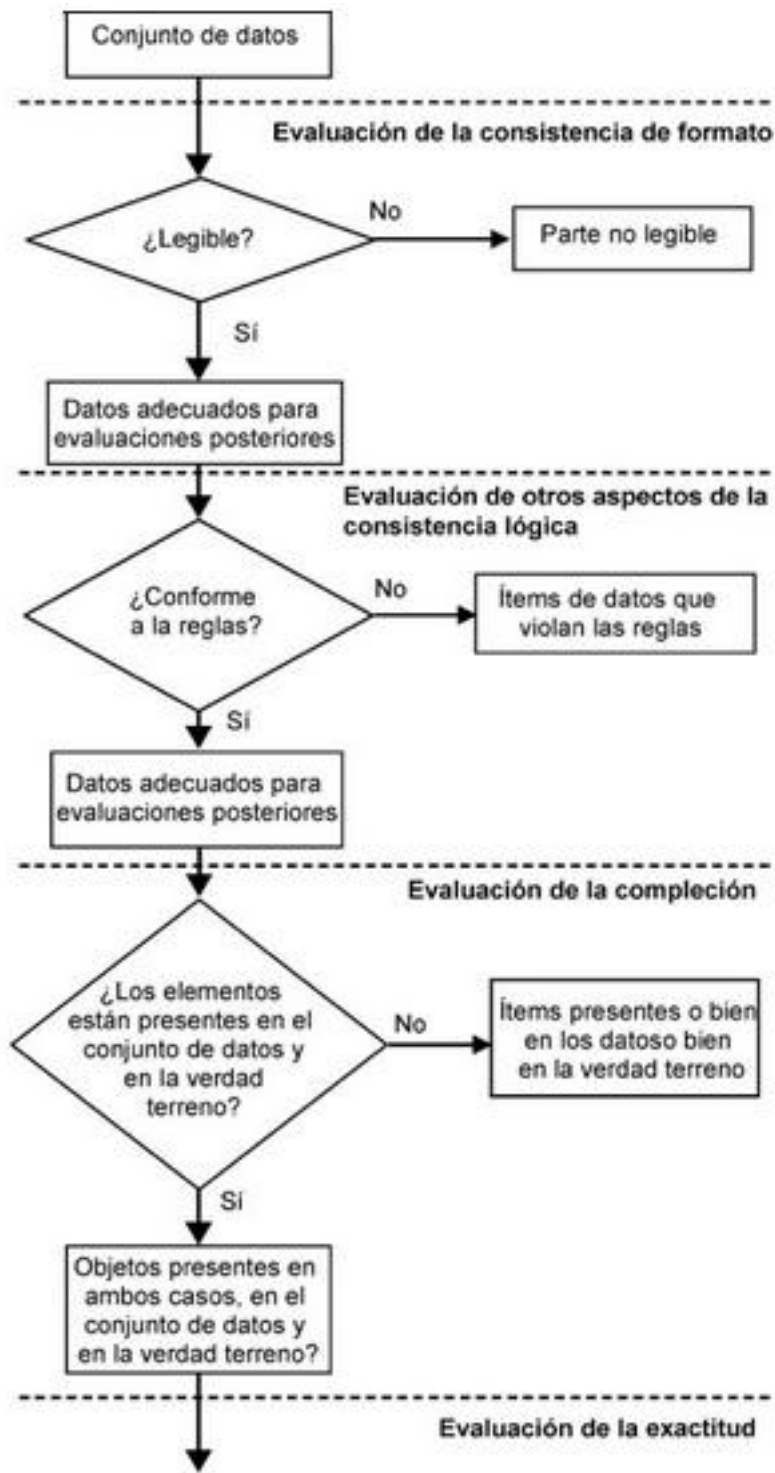 Conjunto de datos
Evaluación de la consistencia de formato
¿Legible?
No
Parte no legible
Sí
Datos adecuados para
evaluaciones posteriores
Evaluación de otros aspectos de la
consistencia lógica
¿Conforme
a la reglas?
No
Ítems de datos que
violan las reglas
Sí
Datos adecuados para
evaluaciones posteriores
Evaluación de la compleción
¿Los elementos
están presentes en el
conjunto de datos y
en la verdad
terreno?
No
Ítems presentes o bien
en los datoso bien
en la verdad terreno
Sí
Objetos presentes en
ambos casos, en el
conjunto de datos y
en la verdad terreno?
Evaluación de la exactitud